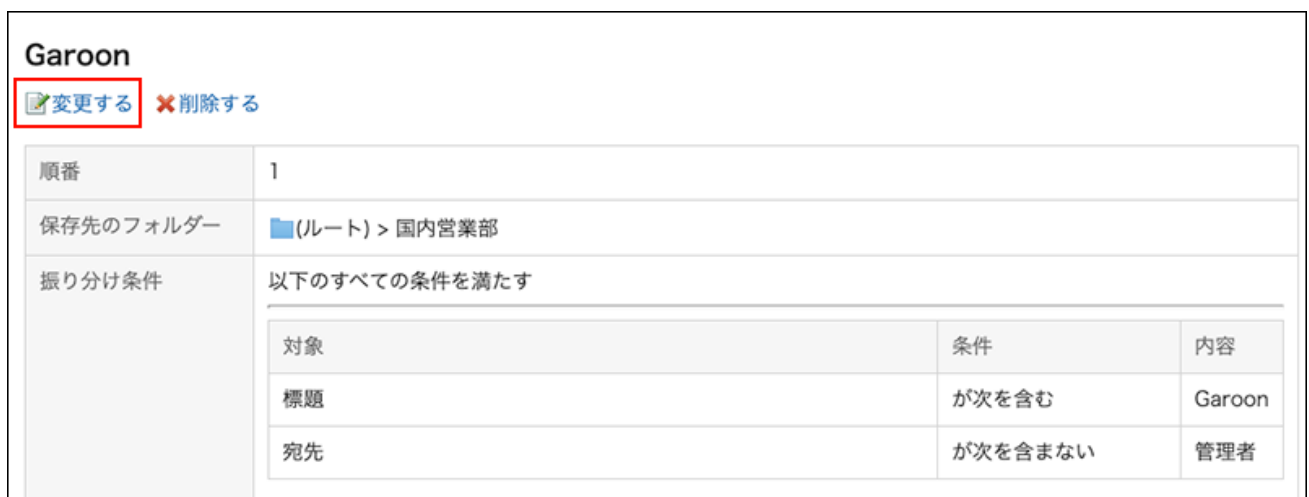 Garoon
変更する 削除する
順番 1
保存先のフォルダー (ルート) > 国内営業部
振り分け条件 以下のすべての条件を満たす
対象 条件 内容
標題 が次を含む Garoon
宛先 が次を含まない 管理者